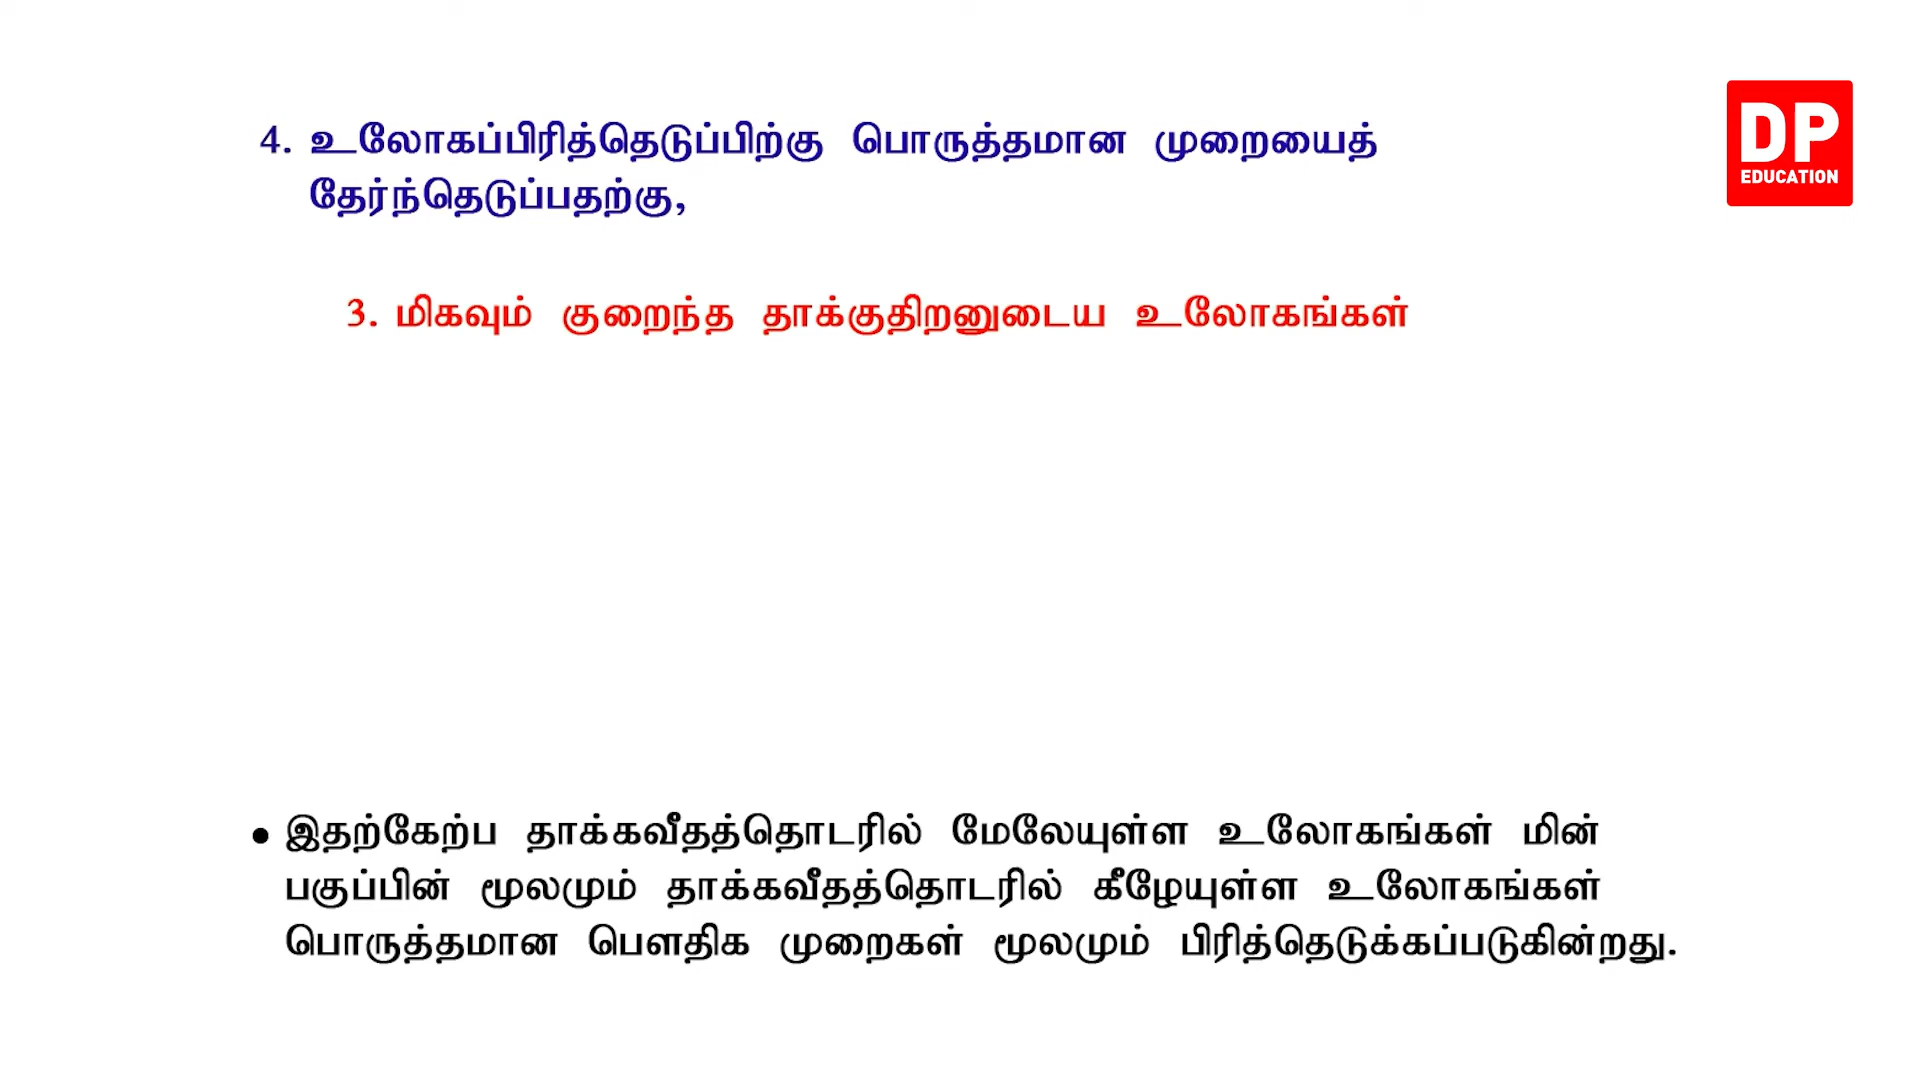 4. உலோகப்பிரித்தெடுப்பிற்கு பொருத்தமான முறையைத்
தேர்ந்தெடுப்பதற்கு,
DP
EDUCATION
3. மிகவும் குறைந்த தாக்குதிறனுடைய உலோகங்கள்
• இதற்கேற்ப தாக்கவீதத்தொடரில் மேலேயுள்ள உலோகங்கள் மின்
பகுப்பின் மூலமும் தாக்கவீதத்தொடரில் கீழேயுள்ள உலோகங்கள்
பொருத்தமான பௌதிக முறைகள் மூலமும் பிரித்தெடுக்கப்படுகின்றது.